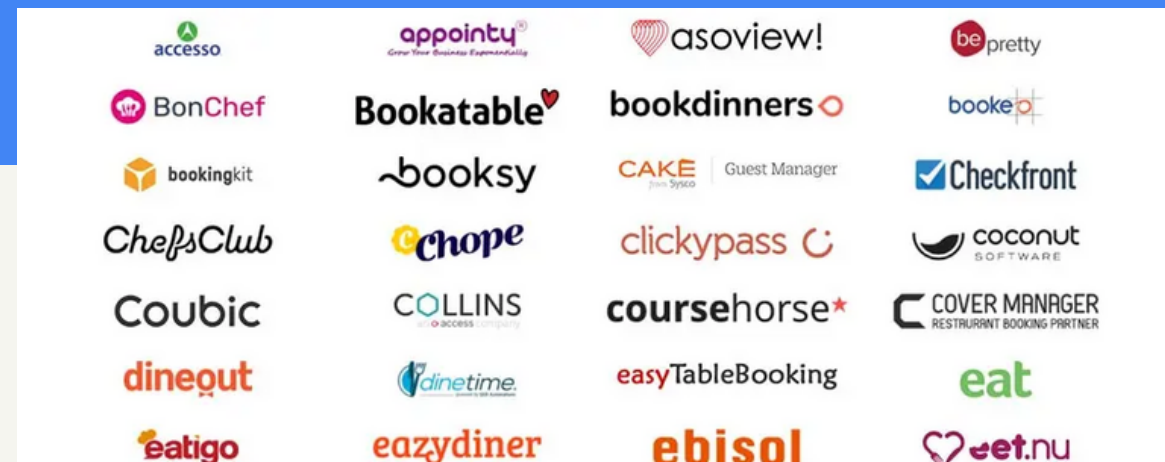 accesso
appointy®
Grow Your Business Exponentially
asoview!
be pretty
BonChef
Bookatable
bookdinners
bookeo
bookingkit
booksy
CAKE
from Sysco
Guest Manager
Checkfront
ChefsClub
Chope
clickypass
coconut
SOFTWARE
Coubic
COLLINS
an access company
coursehorse
COVER MANAGER
RESTAURANT BOOKING PARTNER
dineout
dinetime.
easyTableBooking
eat
eatigo
eazydiner
ebisol
eet.nu